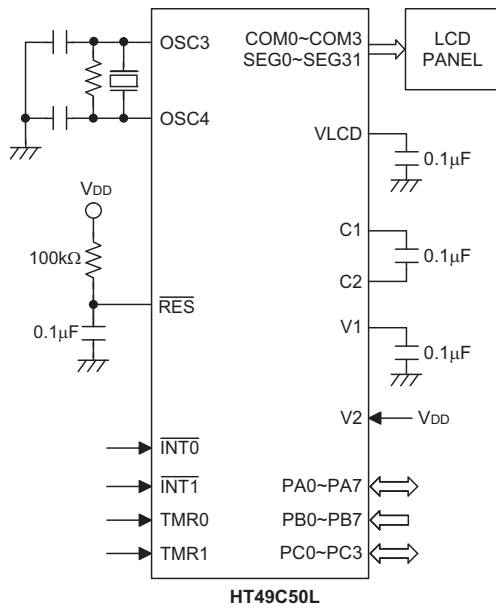 OSC3
OSC4
VDD
100kΩ
RES
0.1μF
INT0
INT1
TMR0
TMR1
COM0~COM3
SEG0~SEG31
LCD
PANEL
VLCD
0.1μF
C1
C2
0.1μF
V1
0.1μF
V2
VDD
PA0~PA7
PB0~PB7
PC0~PC3
HT49C50L